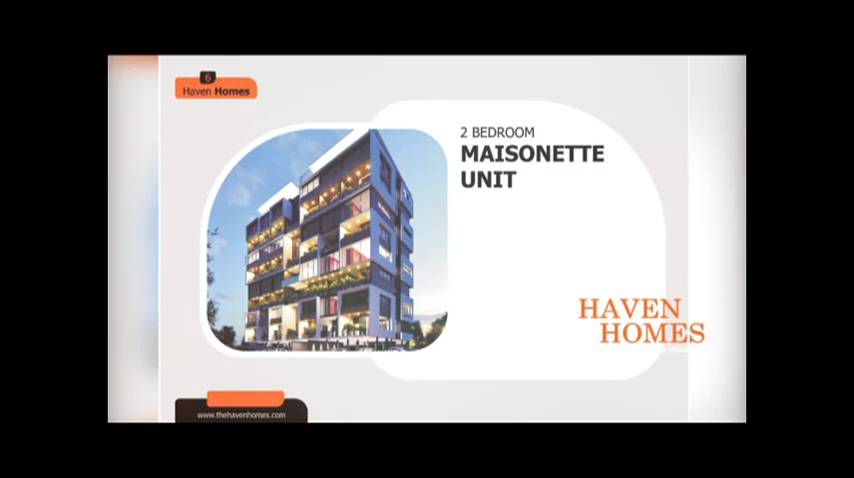 6
Haven Homes
2 BEDROOM
MAISONETTE
UNIT
HAVEN
HOMES
www.thehavenhomes.com